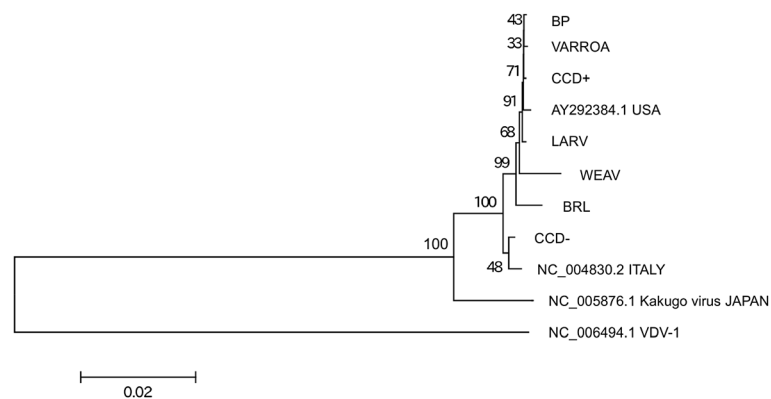 43 BP
33 VARROA
71 CCD+
91 AY292384.1 USA
68 LARV
99 WEAV
100 BRL
CCD-
100
48 NC_004830.2 ITALY
NC_005876.1 Kakugo virus JAPAN
NC_006494.1 VDV-1
0.02